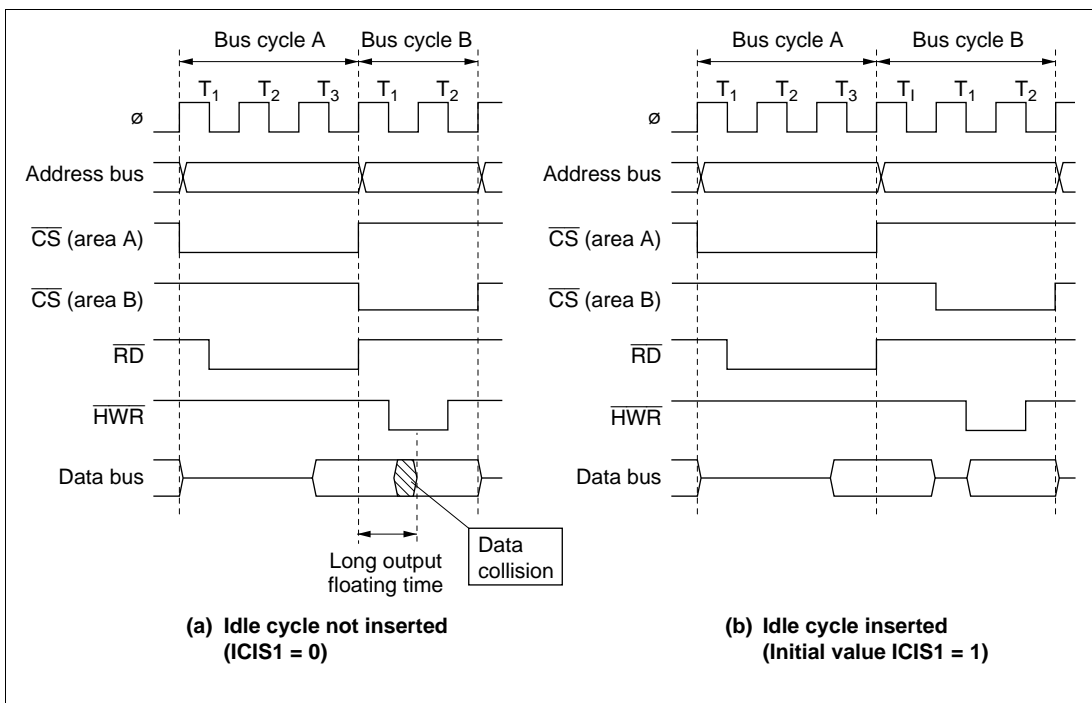 Bus cycle A Bus cycle B
T1 T2 T3 T1 T2
ø
Address bus
CS (area A)
CS (area B)
RD
HWR
Data bus
Long output
floating time
Data
collision
(a) Idle cycle not inserted
(ICIS1 = 0)
Bus cycle A Bus cycle B
T1 T2 T3 TI T1 T2
ø
Address bus
CS (area A)
CS (area B)
RD
HWR
Data bus
(b) Idle cycle inserted
(Initial value ICIS1 = 1)